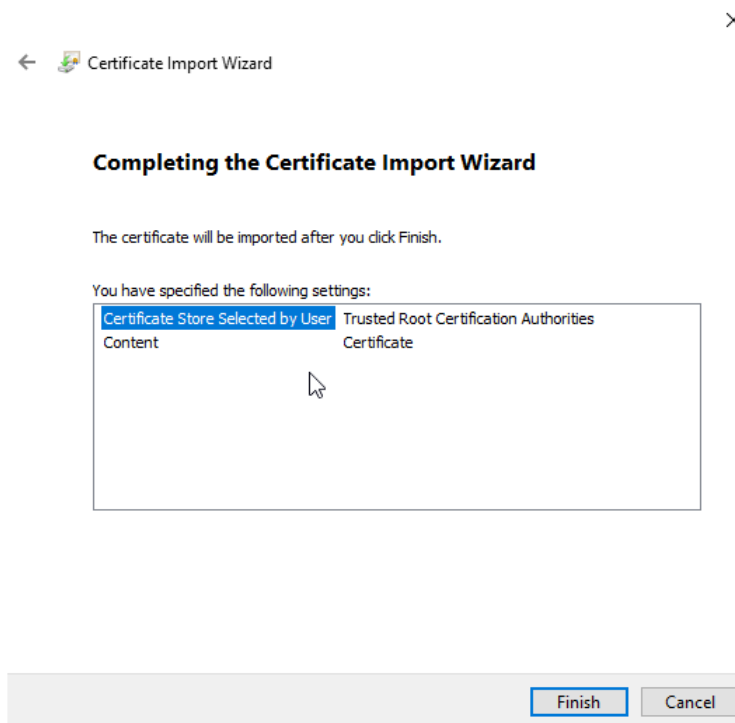 Certificate Import Wizard
Completing the Certificate Import Wizard
The certificate will be imported after you click Finish.
You have specified the following settings:
Certificate Store Selected by User Trusted Root Certification Authorities
Content Certificate
Finish Cancel